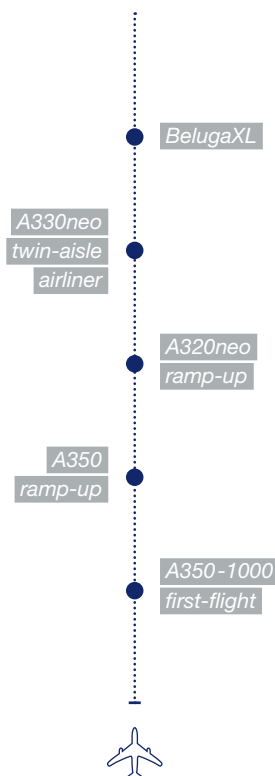 BelugaXL
A330neo
twin-aisle
airliner
A320neo
ramp-up
A350
ramp-up
A350-1000
first-flight